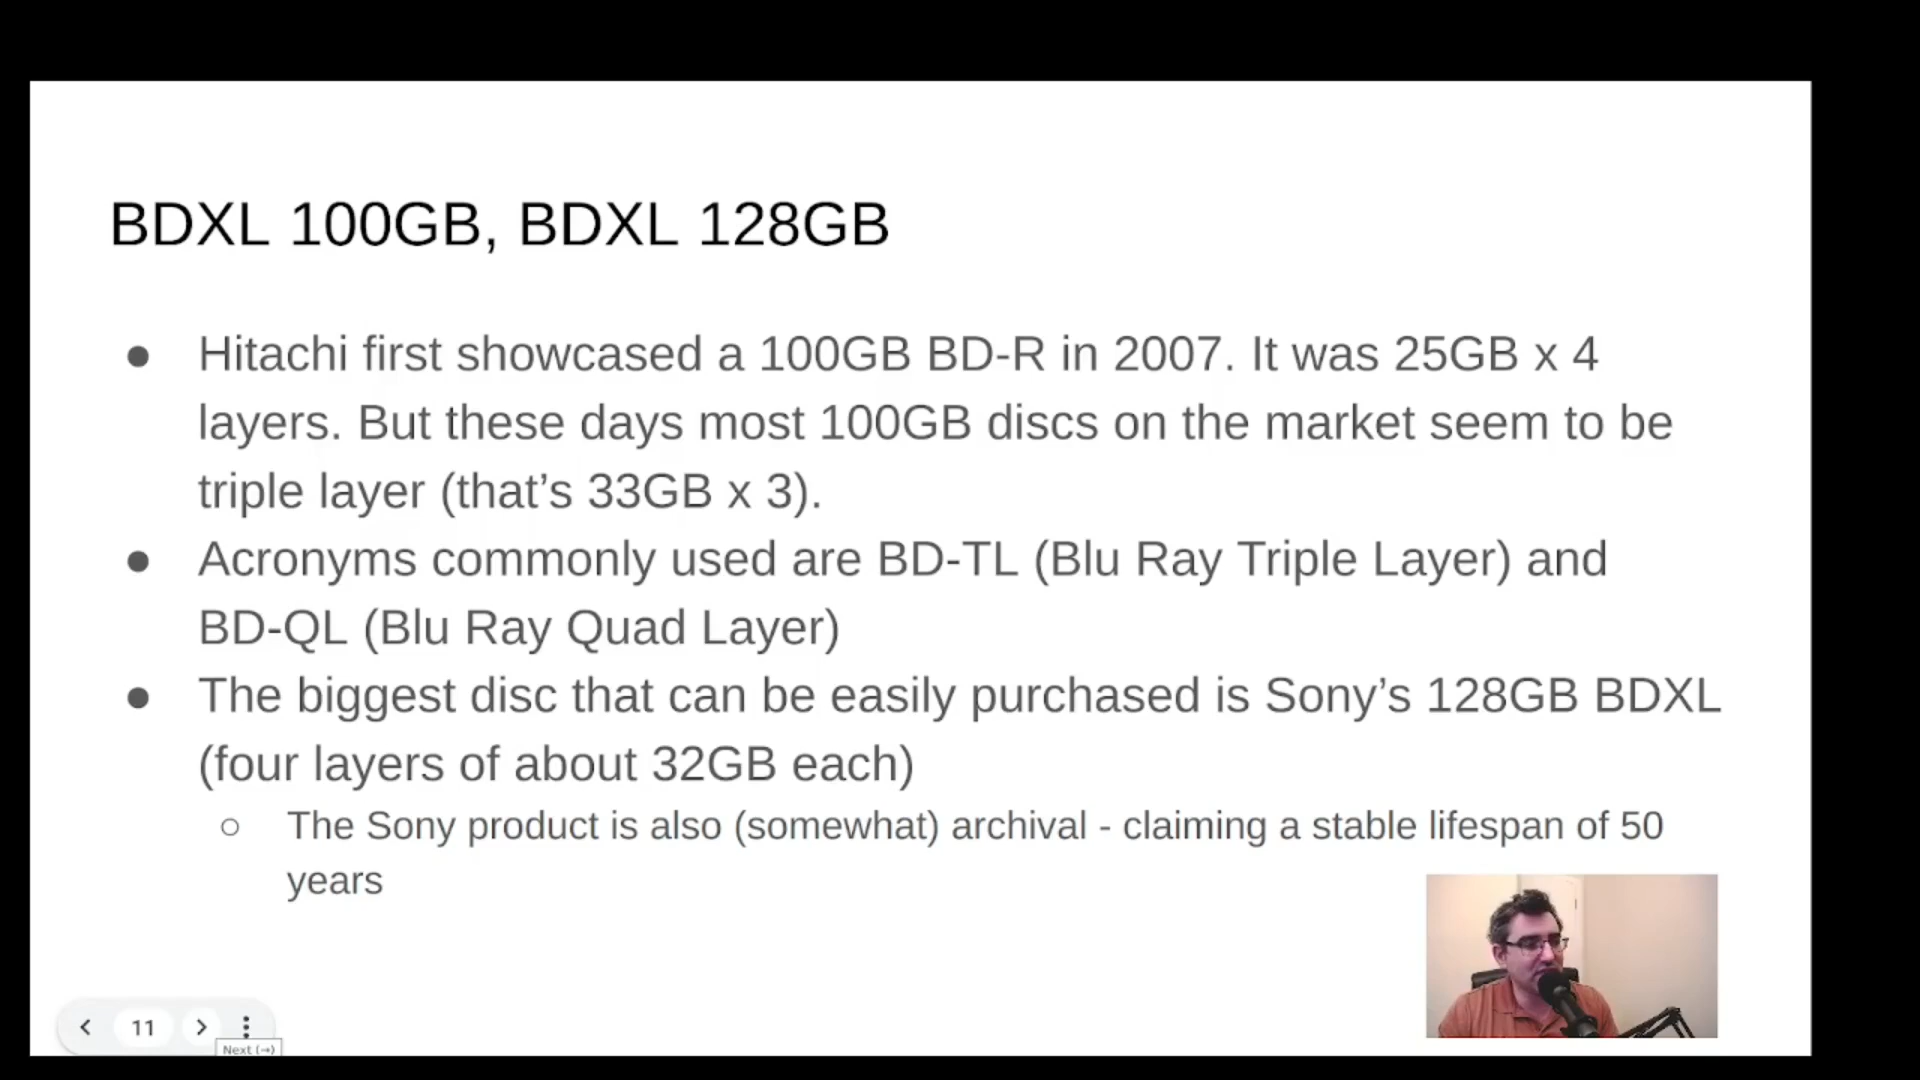 BDXL 100GB, BDXL 128GB
● Hitachi first showcased a 100GB BD-R in 2007. It was 25GB x 4
layers. But these days most 100GB discs on the market seem to be
triple layer (that’s 33GB x 3).
● Acronyms commonly used are BD-TL (Blu Ray Triple Layer) and
BD-QL (Blu Ray Quad Layer)
● The biggest disc that can be easily purchased is Sony’s 128GB BDXL
(four layers of about 32GB each)
○ The Sony product is also (somewhat) archival - claiming a stable lifespan of 50
years
11
Next (→)